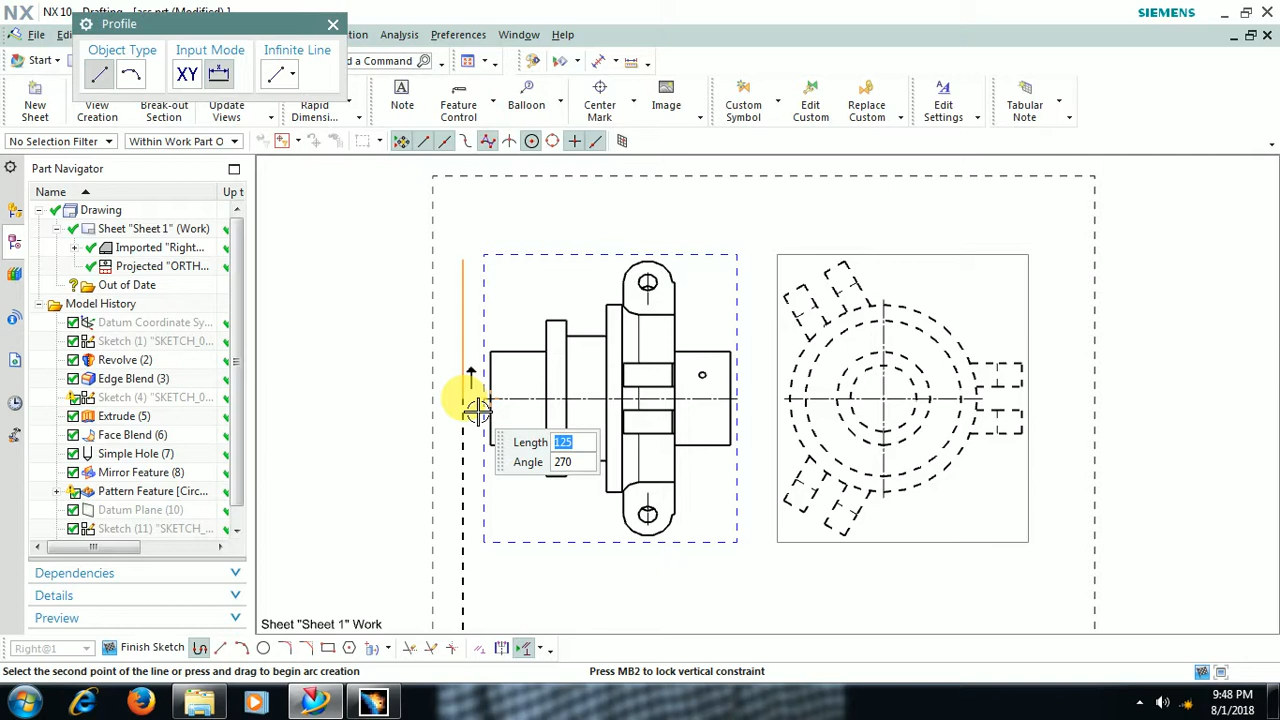 NX
NX 10 - Drafting - [ass.prt (Modified) ]
SIEMENS
Profile
File
Analysis
Preferences
Window
Help
Object Type
Input Mode
Infinite Line
XY
Start
d a Command
New
Sheet
View
Creation
Break-out
Section
Update
Views
Rapid
Dimensi...
Note
Feature
Control
Balloon
Center
Mark
Image
Custom
Symbol
Edit
Custom
Replace
Custom...
Edit
Settings
Tabular
Note
No Selection Filter
Within Work Part O
Part Navigator
Name
Up t
Drawing
Sheet "Sheet 1" (Work)
Imported "Right...
Projected "ORTH...
Out of Date
Model History
Datum Coordinate Sy...
Sketch (1) "SKETCH_0...
Revolve (2)
Edge Blend (3)
Sketch (4) "SKETCH_0...
Extrude (5)
Face Blend (6)
Simple Hole (7)
Mirror Feature (8)
Pattern Feature [Circ...
Datum Plane (10)
Sketch (11) "SKETCH_...
Dependencies
Details
Preview
Length 125
Angle 270
Sheet "Sheet 1" Work
Right@1
Finish Sketch
Select the second point of the line or press and drag to begin arc creation
Press MB2 to lock vertical constraint
9:48 PM
8/1/2018